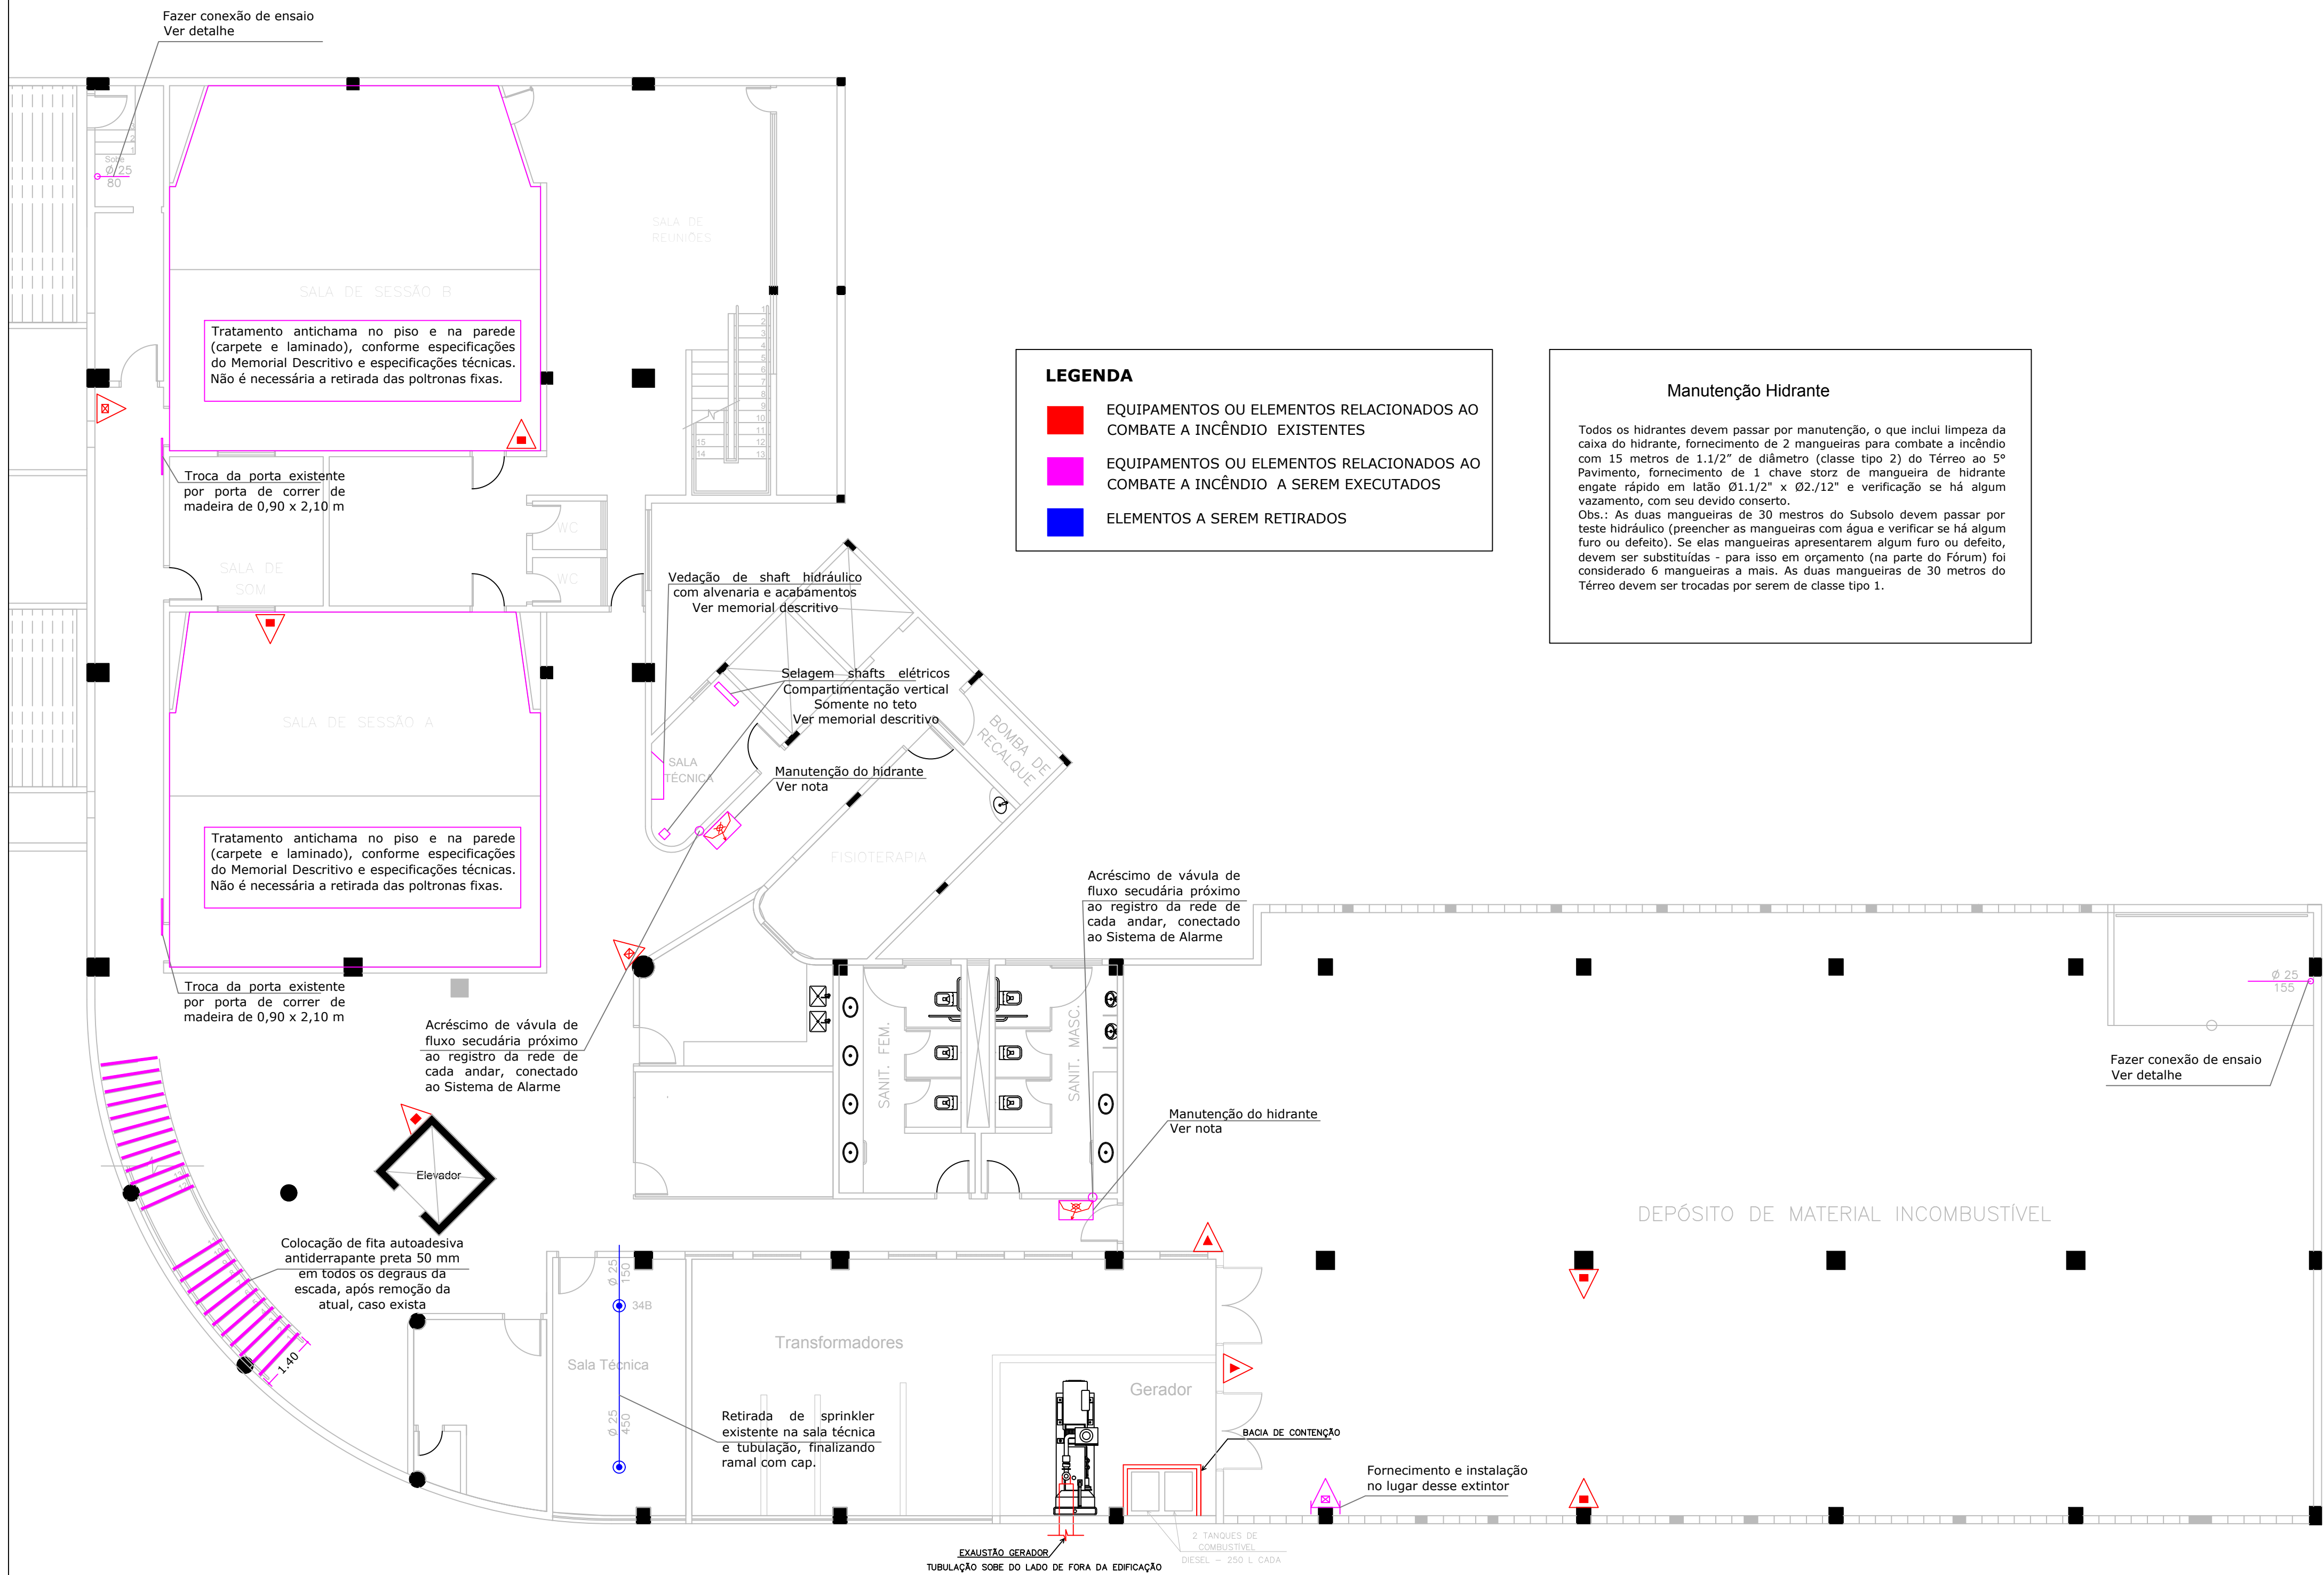 Fazer conexão de ensaio
Ver detalhe
2
1
Sobe
Ø 25
80
SALA DE
REUNIÕES
SALA DE SESSÃO B
Tratamento antichama no piso e na parede
(carpete e laminado), conforme especificações
do Memorial Descritivo e especificações técnicas.
Não é necessária a retirada das poltronas fixas.
1
2
3
4
5
6
7
8
9
10
11
12
13
15
14
N
Troca da porta existente
por porta de correr de
madeira de 0,90 x 2,10 m
WC
WC
SALA DE
SOM
LEGENDA
EQUIPAMENTOS OU ELEMENTOS RELACIONADOS AO
COMBATE A INCÊNDIO EXISTENTES
EQUIPAMENTOS OU ELEMENTOS RELACIONADOS AO
COMBATE A INCÊNDIO A SEREM EXECUTADOS
ELEMENTOS A SEREM RETIRADOS
Manutenção Hidrante
Todos os hidrantes devem passar por manutenção, o que inclui limpeza da
caixa do hidrante, fornecimento de 2 mangueiras para combate a incêndio
com 15 metros de 1.1/2” de diâmetro (classe tipo 2) do Térreo ao 5°
Pavimento, fornecimento de 1 chave storz de mangueira de hidrante
engate rápido em latão Ø1.1/2" x Ø2./12" e verificação se há algum
vazamento, com seu devido conserto.
Obs.: As duas mangueiras de 30 mestros do Subsolo devem passar por
teste hidráulico (preencher as mangueiras com água e verificar se há algum
furo ou defeito). Se elas mangueiras apresentarem algum furo ou defeito,
devem ser substituídas - para isso em orçamento (na parte do Fórum) foi
considerado 6 mangueiras a mais. As duas mangueiras de 30 metros do
Térreo devem ser trocadas por serem de classe tipo 1.
Vedação de shaft hidráulico
com alvenaria e acabamentos
Ver memorial descritivo
Selagem shafts elétricos
Compartimentação vertical
Somente no teto
Ver memorial descritivo
SALA DE SESSÃO A
SALA
TÉCNICA
BOMBA DE
RECALQUE
Manutenção do hidrante
Ver nota
Tratamento antichama no piso e na parede
(carpete e laminado), conforme especificações
do Memorial Descritivo e especificações técnicas.
Não é necessária a retirada das poltronas fixas.
FISIOTERAPIA
Acréscimo de vávula de
fluxo secudária próximo
ao registro da rede de
cada andar, conectado
ao Sistema de Alarme
Troca da porta existente
por porta de correr de
madeira de 0,90 x 2,10 m
Acréscimo de vávula de
fluxo secudária próximo
ao registro da rede de
cada andar, conectado
ao Sistema de Alarme
SANIT. FEM.
SANIT. MASC.
Ø 25
155
Fazer conexão de ensaio
Ver detalhe
Manutenção do hidrante
Ver nota
Elevador
DEPÓSITO DE MATERIAL INCOMBUSTÍVEL
Colocação de fita autoadesiva
antiderrapante preta 50 mm
em todos os degraus da
escada, após remoção da
atual, caso exista
1.40
Ø 25
150
34B
Sala Técnica
Transformadores
Gerador
Ø 25
450
Retirada de sprinkler
existente na sala técnica
e tubulação, finalizando
ramal com cap.
BACIA DE CONTENÇÃO
Fornecimento e instalação
no lugar desse extintor
2 TANQUES DE
COMBUSTÍVEL
DIESEL – 250 L CADA
EXAUSTÃO GERADOR
TUBULAÇÃO SOBE DO LADO DE FORA DA EDIFICAÇÃO